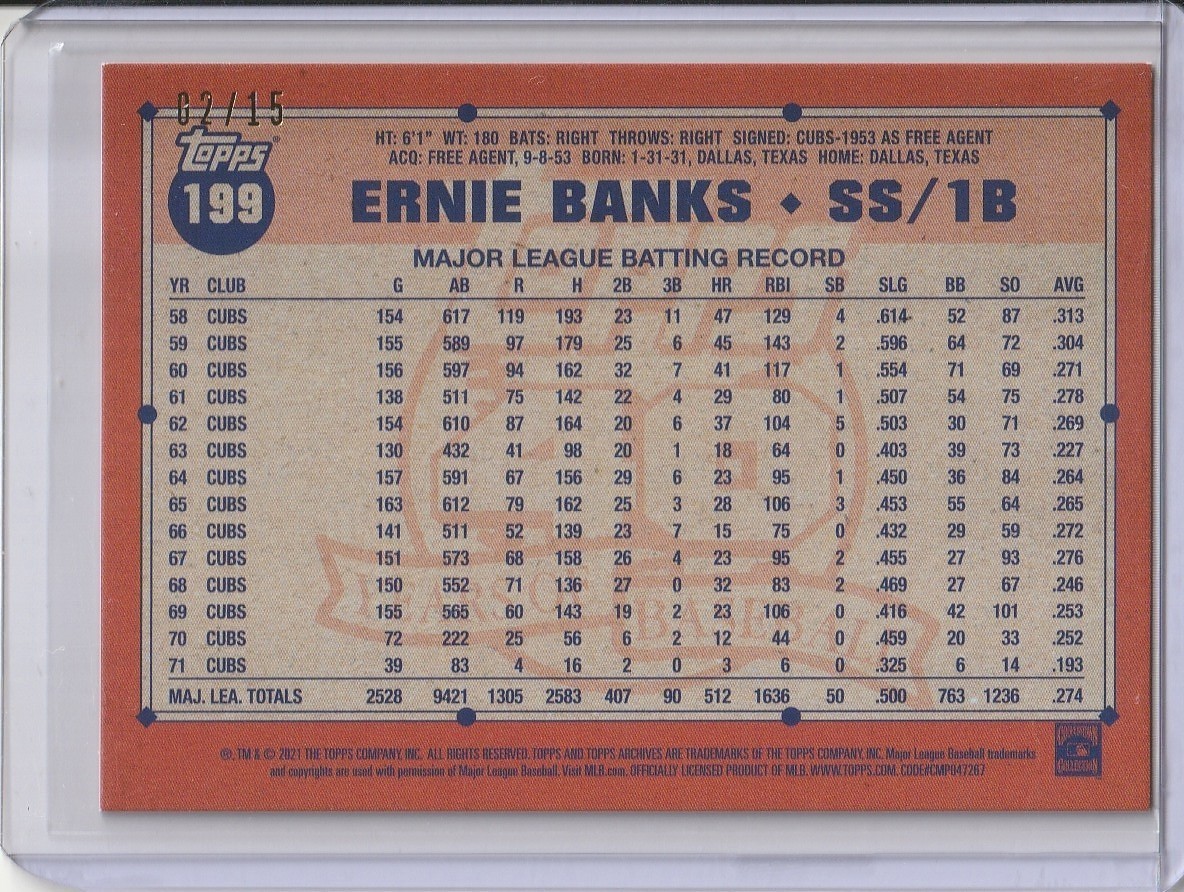 02/15
Topps
199
HT: 6'1" WT: 180 BATS: RIGHT THROWS: RIGHT SIGNED: CUBS-1953 AS FREE AGENT
ACQ: FREE AGENT, 9-8-53 BORN: 1-31-31, DALLAS, TEXAS HOME: DALLAS, TEXAS
ERNIE BANKS ♦ SS/1B
MAJOR LEAGUE BATTING RECORD
YR CLUB G AB R H 2B 3B HR RBI SB SLG BB SO AVG
58 CUBS 154 617 119 193 23 11 47 129 4 .614 52 87 .313
59 CUBS 155 589 97 179 25 6 45 143 2 .596 64 72 .304
60 CUBS 156 597 94 162 32 7 41 117 1 .554 71 69 .271
61 CUBS 138 511 75 142 22 4 29 80 1 .507 54 75 .278
62 CUBS 154 610 87 164 20 6 37 104 5 .503 30 71 .269
63 CUBS 130 432 41 98 20 1 18 64 0 .403 39 73 .227
64 CUBS 157 591 67 156 29 6 23 95 1 .450 36 84 .264
65 CUBS 163 612 79 162 25 3 28 106 3 .453 55 64 .265
66 CUBS 141 511 52 139 23 7 15 75 0 .432 29 59 .272
67 CUBS 151 573 68 158 26 4 23 95 2 .455 27 93 .276
68 CUBS 150 552 71 136 27 0 32 83 2 .469 27 67 .246
69 CUBS 155 565 60 143 19 2 23 106 0 .416 42 101 .253
70 CUBS 72 222 25 56 6 2 12 44 0 .459 20 33 .252
71 CUBS 39 83 4 16 2 0 3 6 0 .325 6 14 .193
MAJ. LEA. TOTALS 2528 9421 1305 2583 407 90 512 1636 50 .500 763 1236 .274
Topps
40
YEARS OF BASEBALL
®, TM & © 2021 THE TOPPS COMPANY, INC. ALL RIGHTS RESERVED. TOPPS AND TOPPS ARCHIVES ARE TRADEMARKS OF THE TOPPS COMPANY, INC. Major League Baseball trademarks
and copyrights are used with permission of Major League Baseball. Visit MLB.com. OFFICIALLY LICENSED PRODUCT OF MLB. WWW.TOPPS.COM. CODE#CMP047267
COOPERSTOWN
COLLECTION